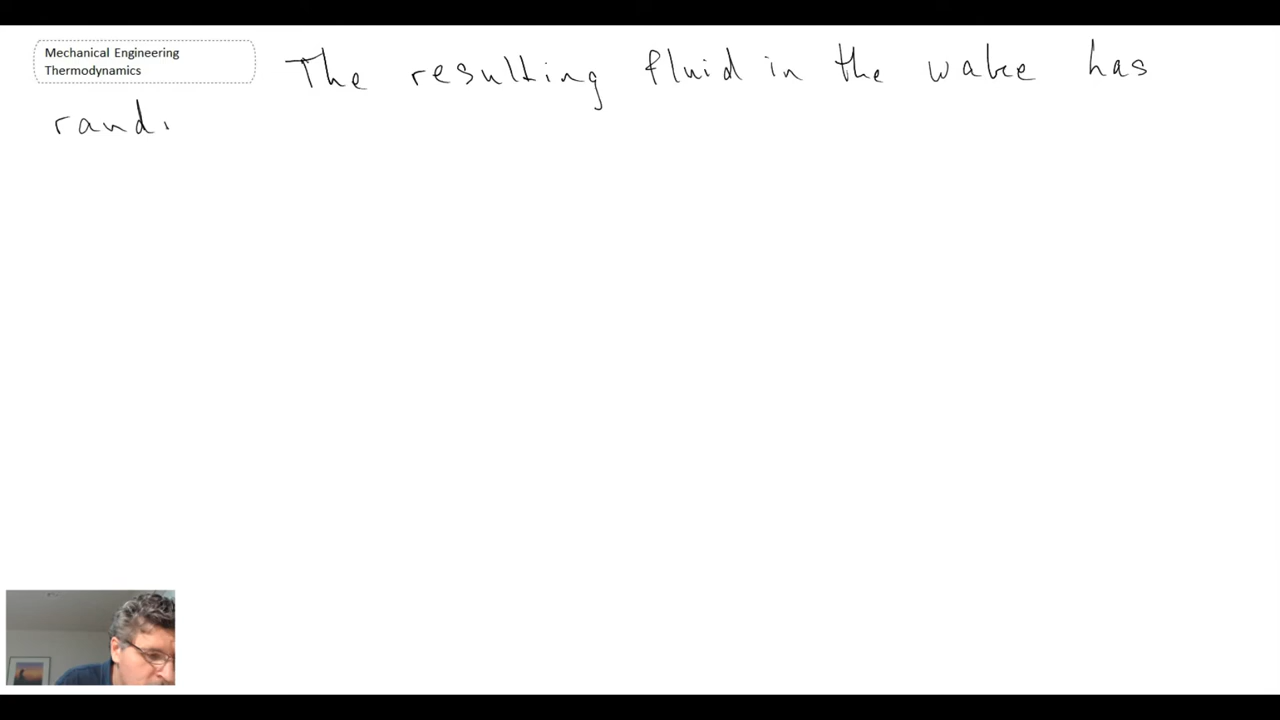 Mechanical Engineering
Thermodynamics
The resulting fluid in the wake has
rand